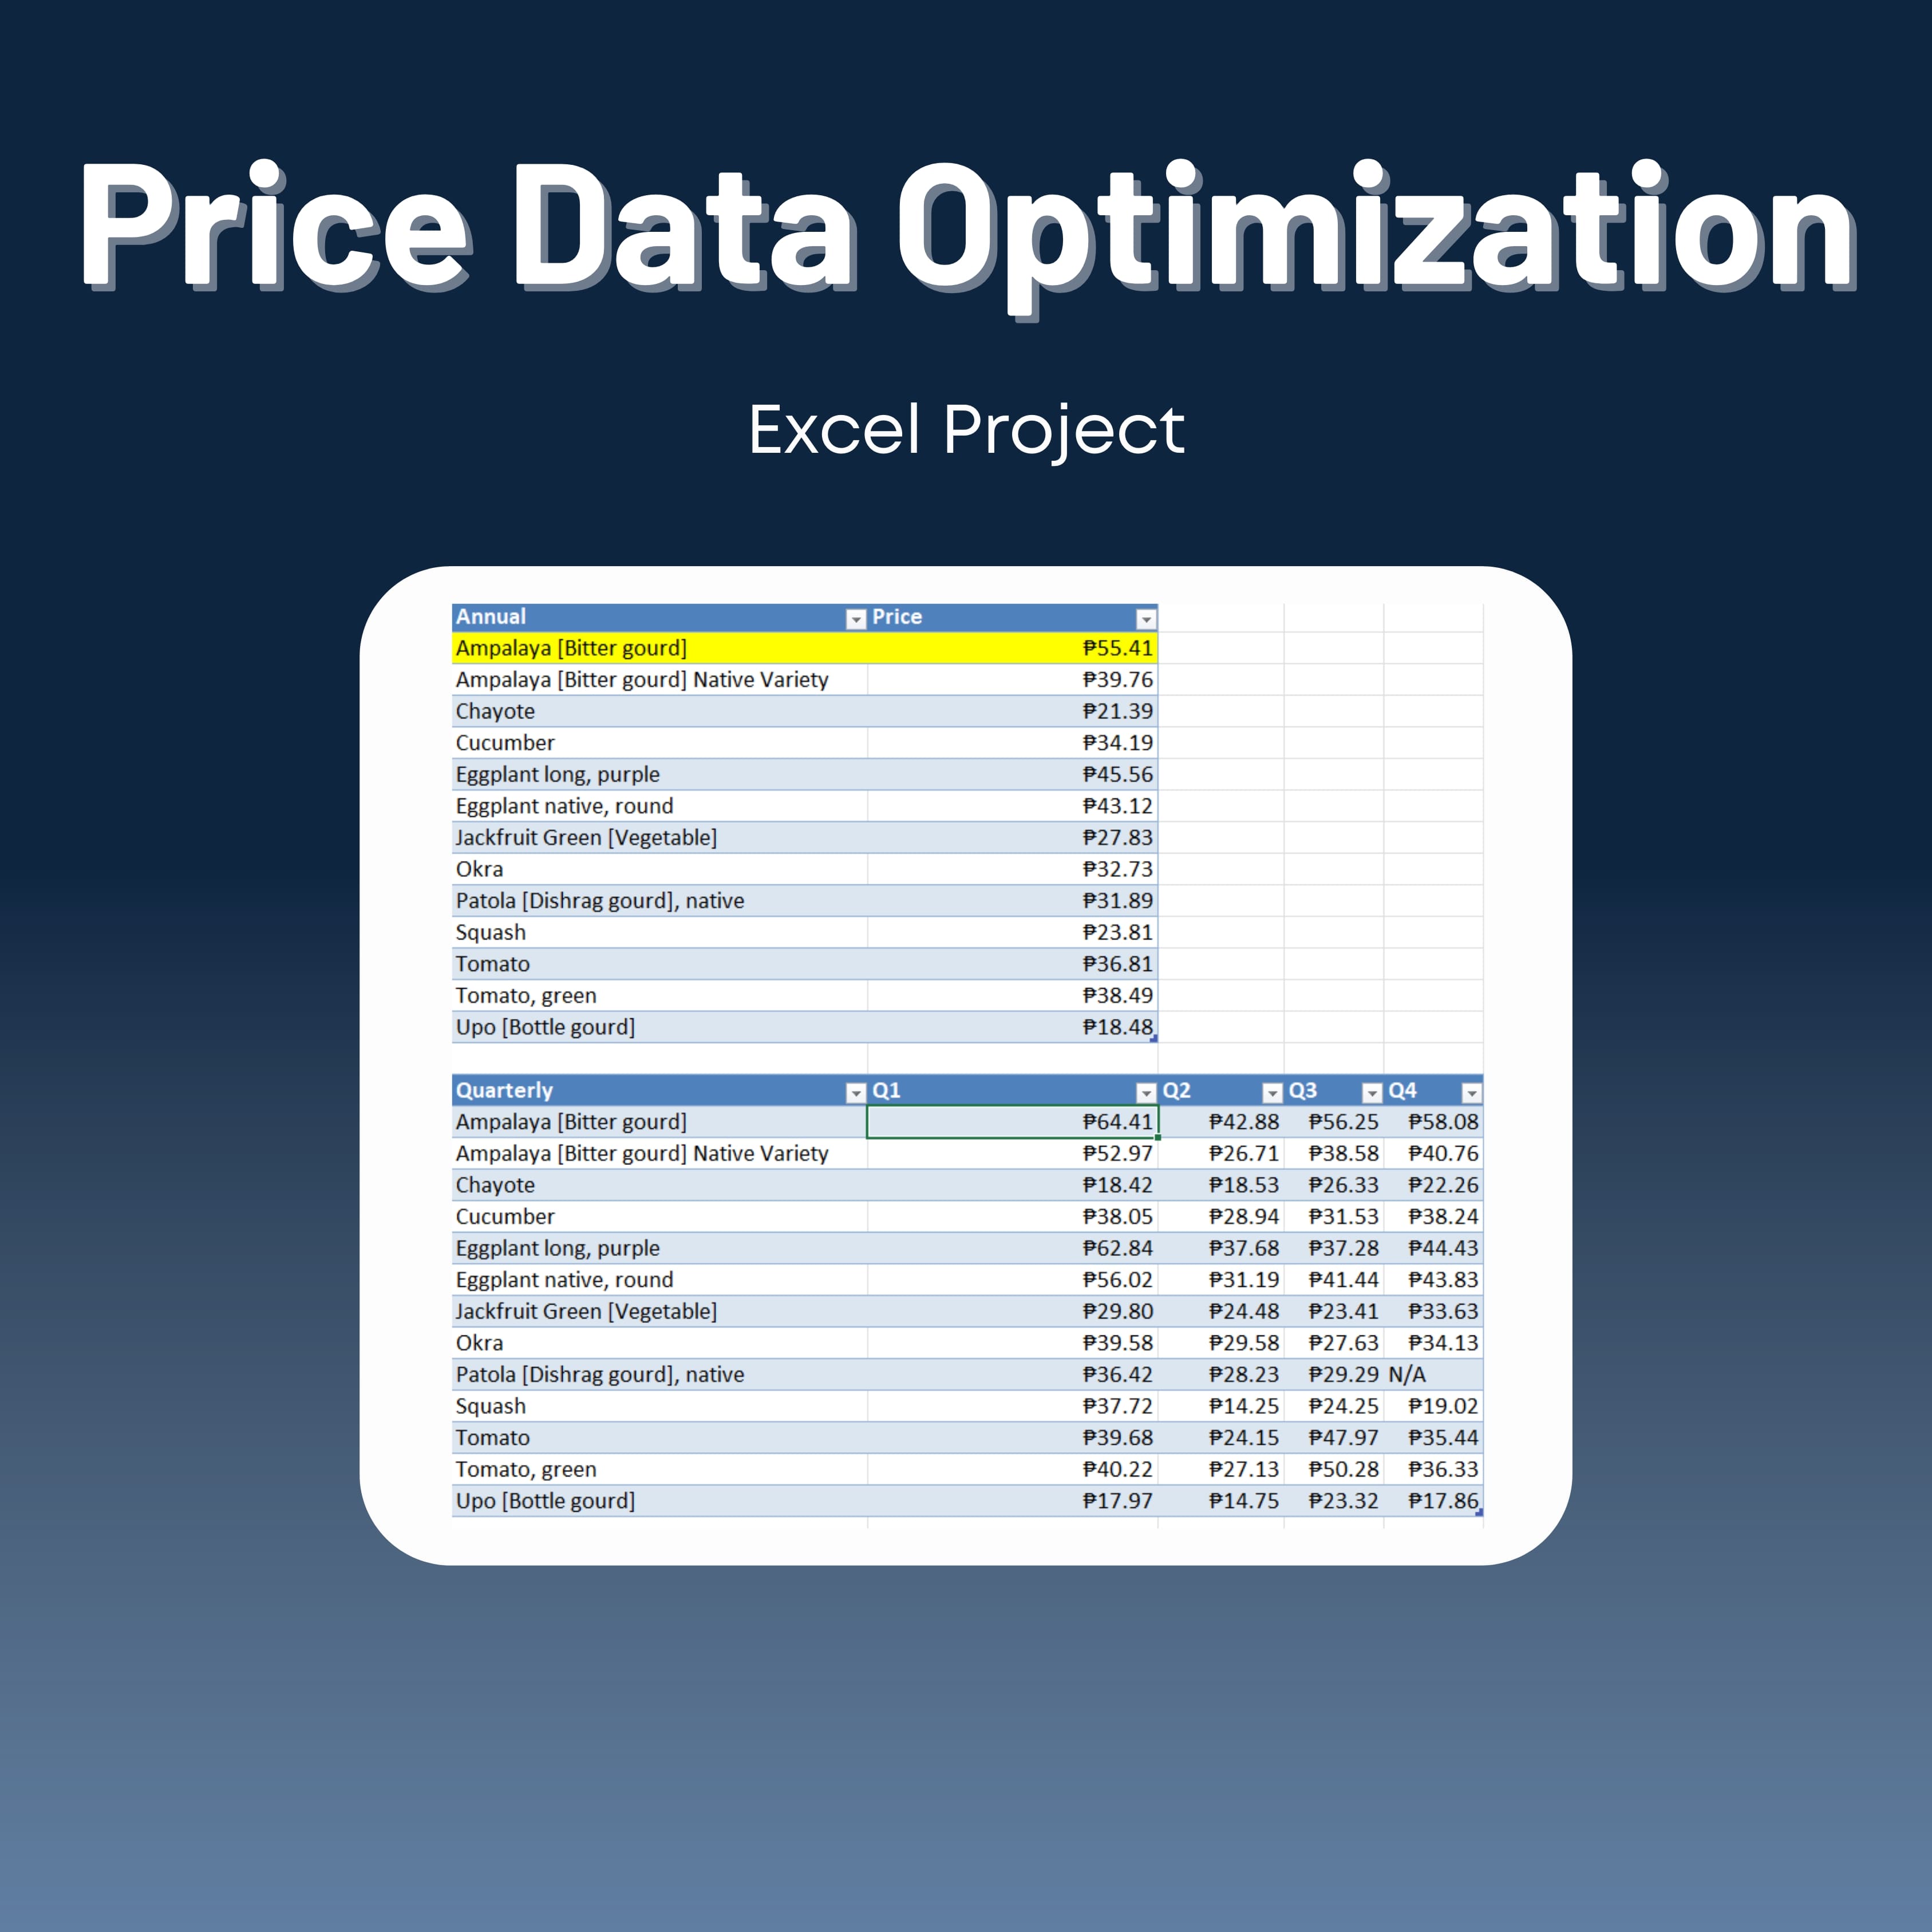 Price Data Optimization
Excel Project
Annual Price
Ampalaya [Bitter gourd] ₱55.41
Ampalaya [Bitter gourd] Native Variety ₱39.76
Chayote ₱21.39
Cucumber ₱34.19
Eggplant long, purple ₱45.56
Eggplant native, round ₱43.12
Jackfruit Green [Vegetable] ₱27.83
Okra ₱32.73
Patola [Dishrag gourd], native ₱31.89
Squash ₱23.81
Tomato ₱36.81
Tomato, green ₱38.49
Upo [Bottle gourd] ₱18.48
Quarterly Q1 Q2 Q3 Q4
Ampalaya [Bitter gourd] ₱64.41 ₱42.88 ₱56.25 ₱58.08
Ampalaya [Bitter gourd] Native Variety ₱52.97 ₱26.71 ₱38.58 ₱40.76
Chayote ₱18.42 ₱18.53 ₱26.33 ₱22.26
Cucumber ₱38.05 ₱28.94 ₱31.53 ₱38.24
Eggplant long, purple ₱62.84 ₱37.68 ₱37.28 ₱44.43
Eggplant native, round ₱56.02 ₱31.19 ₱41.44 ₱43.83
Jackfruit Green [Vegetable] ₱29.80 ₱24.48 ₱23.41 ₱33.63
Okra ₱39.58 ₱29.58 ₱27.63 ₱34.13
Patola [Dishrag gourd], native ₱36.42 ₱28.23 ₱29.29 N/A
Squash ₱37.72 ₱14.25 ₱24.25 ₱19.02
Tomato ₱39.68 ₱24.15 ₱47.97 ₱35.44
Tomato, green ₱40.22 ₱27.13 ₱50.28 ₱36.33
Upo [Bottle gourd] ₱17.97 ₱14.75 ₱23.32 ₱17.86